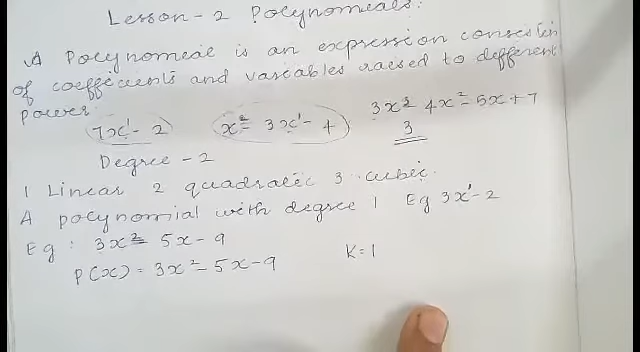 Lesson - 2 Polynomeals:
A Polynomeal is an expression consestin
of coefficients and variables raised to different
power.
7x¹ - 2 x² - 3x¹ - 4 3x³ - 4x² - 5x + 7
3
Degree - 2
1 Linear 2 quadratic 3 cubic.
A polynomial with degree 1 Eg 3x¹ - 2
Eg : 3x² - 5x - 9
P(x) = 3x² - 5x - 9 K = 1